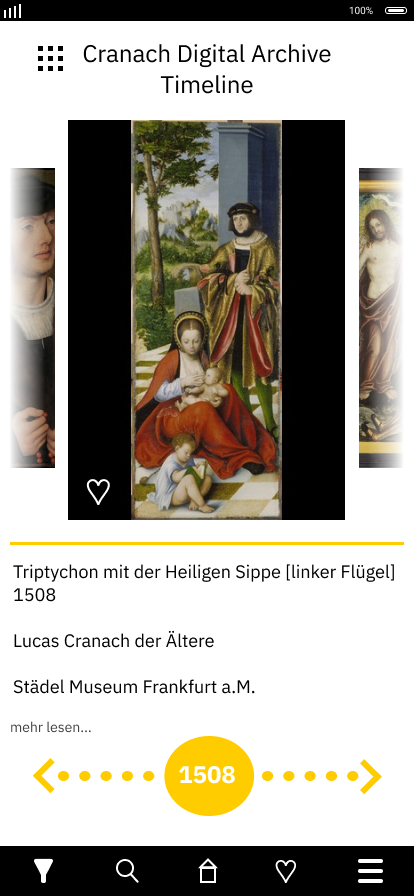 100%
Cranach Digital Archive
Timeline
Triptychon mit der Heiligen Sippe [linker Flügel]
1508
Lucas Cranach der Ältere
Städel Museum Frankfurt a.M.
mehr lesen...
1508